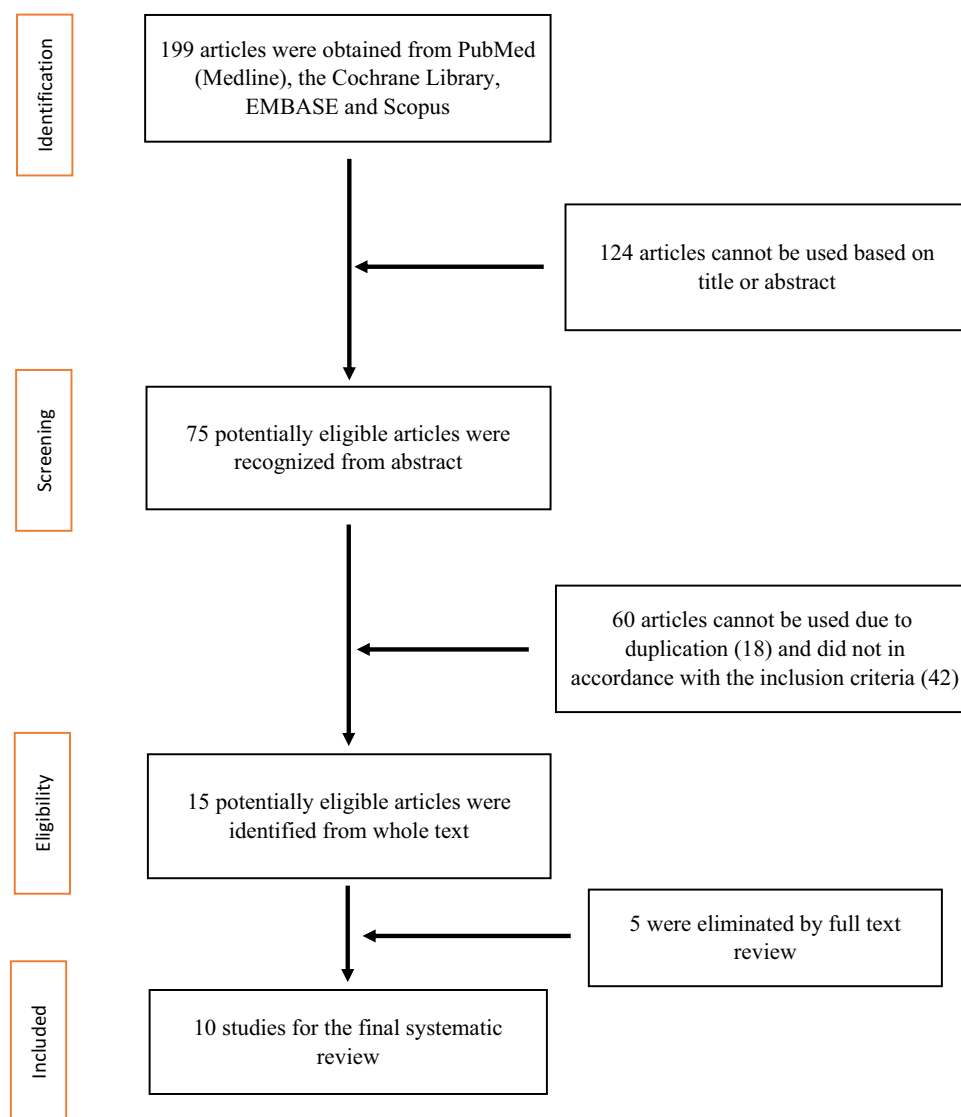 Identification
199 articles were obtained from PubMed
(Medline), the Cochrane Library,
EMBASE and Scopus
124 articles cannot be used based on
title or abstract
Screening
75 potentially eligible articles were
recognized from abstract
60 articles cannot be used due to
duplication (18) and did not in
accordance with the inclusion criteria (42)
Eligibility
15 potentially eligible articles were
identified from whole text
5 were eliminated by full text
review
Included
10 studies for the final systematic
review